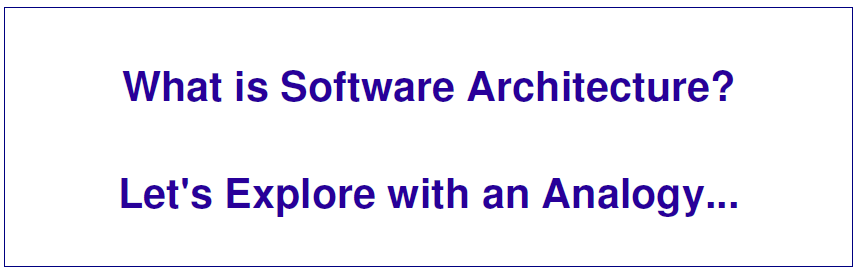 What is Software Architecture?
Let's Explore with an Analogy...